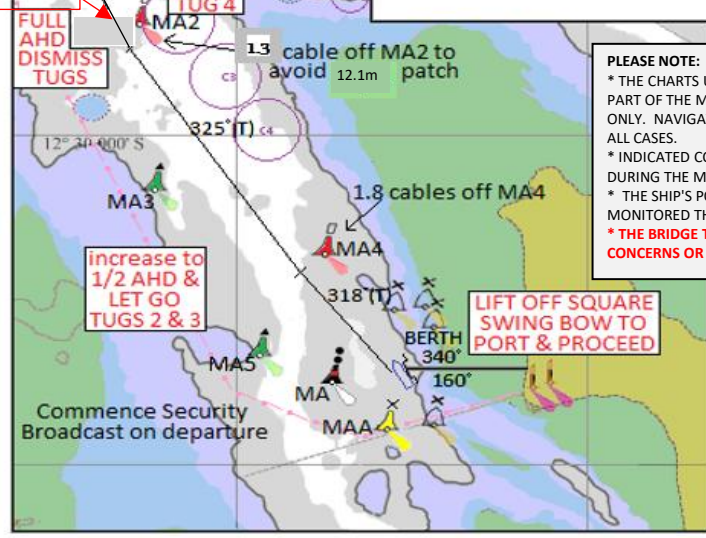 TUG 4
FULL
AHD
DISMISS
TUGS
MA2
1.3 cable off MA2 to
avoid 12.1m patch
C3
325°(T) C4
12° 30·000' S
MA3
1.8 cables off MA4
MA4
increase to
1/2 AHD &
LET GO
TUGS 2 & 3
318°(T)
LIFT OFF SQUARE
SWING BOW TO
PORT & PROCEED
BERTH
340°
160°
MA5
MA
MAA
Commence Security
Broadcast on departure
PLEASE NOTE:
* THE CHARTS U
PART OF THE M
ONLY. NAVIGA
ALL CASES.
* INDICATED CO
DURING THE M
* THE SHIP'S PO
MONITORED TH
* THE BRIDGE T
CONCERNS OR